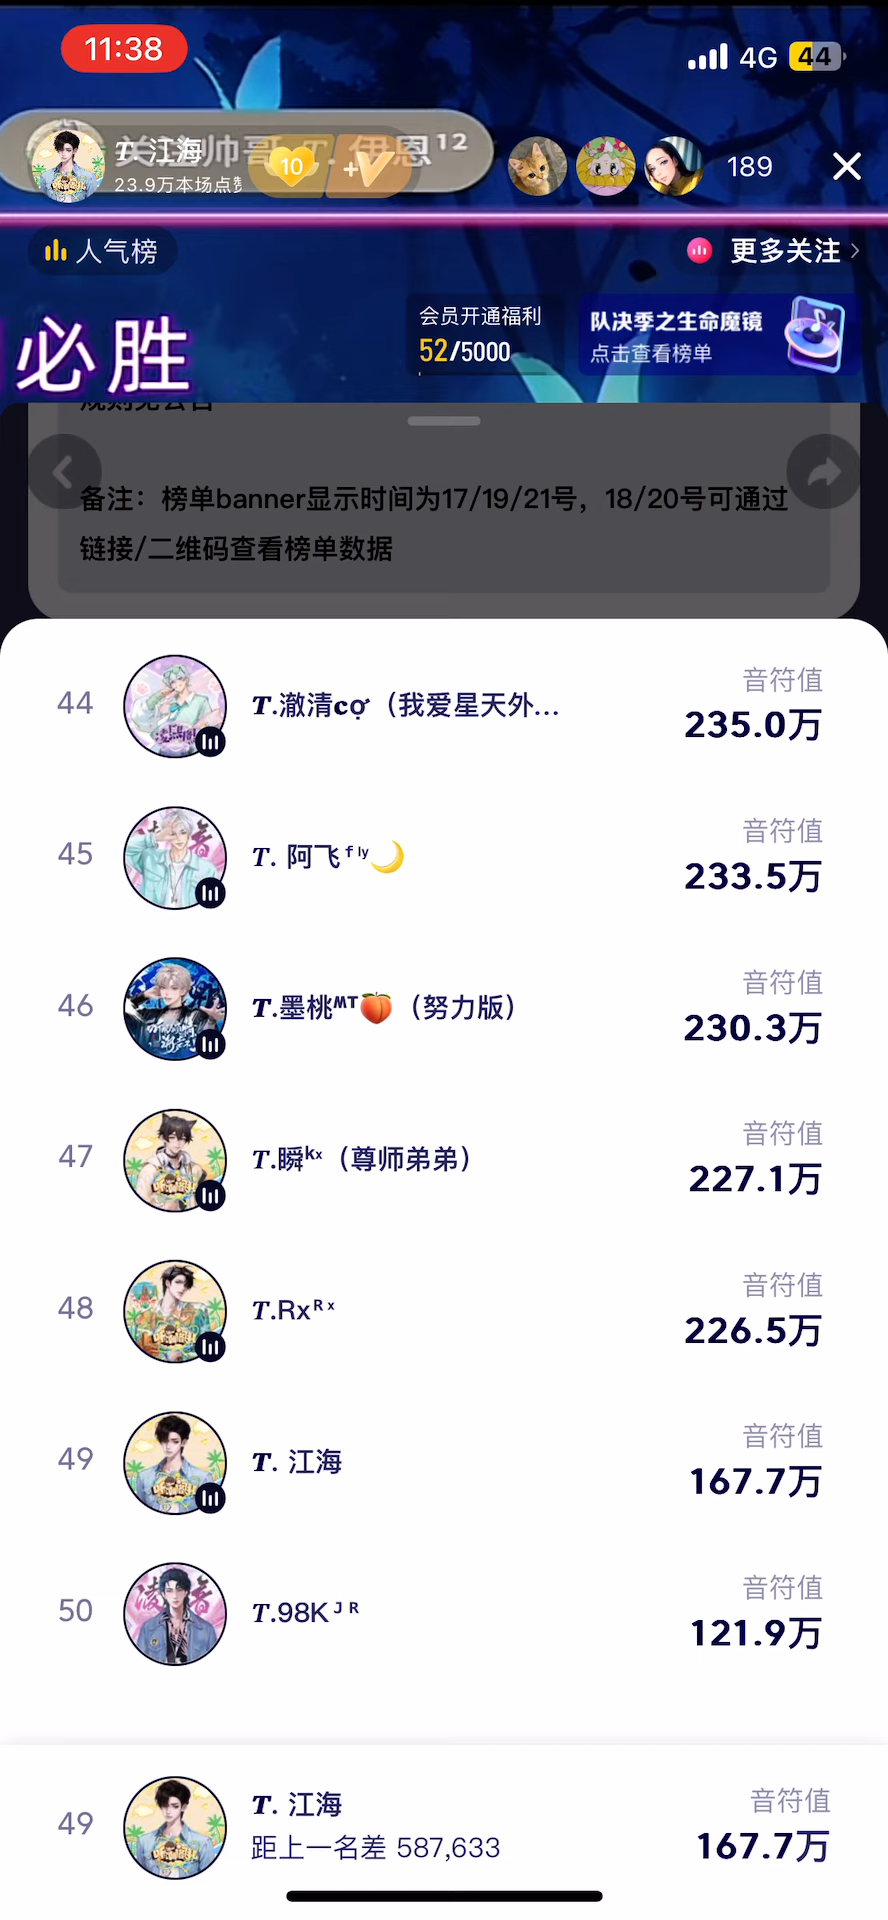 11:38
4G
44
T. 江海
23.9万本场点赞
10
帅哥 T. 伊恩¹²
189
人气榜
更多关注
必胜
会员开通福利
52/5000
队决季之生命魔镜
点击查看榜单
备注：榜单banner显示时间为17/19/21号，18/20号可通过
链接/二维码查看榜单数据
44
T.澈清cợ（我爱星天外...
音符值
235.0万
45
T. 阿飞ᶠˡʸ🌙
音符值
233.5万
46
T.墨桃ᴹᵀ🍑（努力版）
音符值
230.3万
47
T.瞬ᵏˣ（尊师弟弟）
音符值
227.1万
48
T.Rxᴿˣ
音符值
226.5万
49
T. 江海
音符值
167.7万
50
T.98Kᴶᴿ
音符值
121.9万
49
T. 江海
距上一名差 587,633
音符值
167.7万